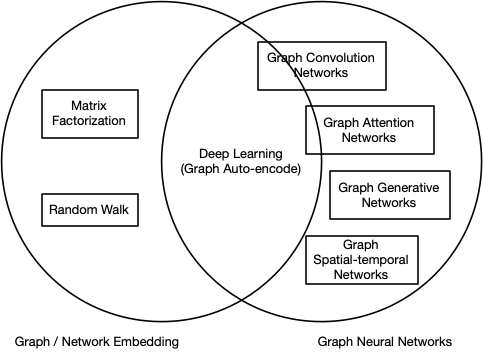 Graph Convolution
Networks
Matrix
Factorization
Graph Attention
Networks
Deep Learning
(Graph Auto-encode)
Graph Generative
Networks
Random Walk
Graph
Spatial-temporal
Networks
Graph / Network Embedding
Graph Neural Networks